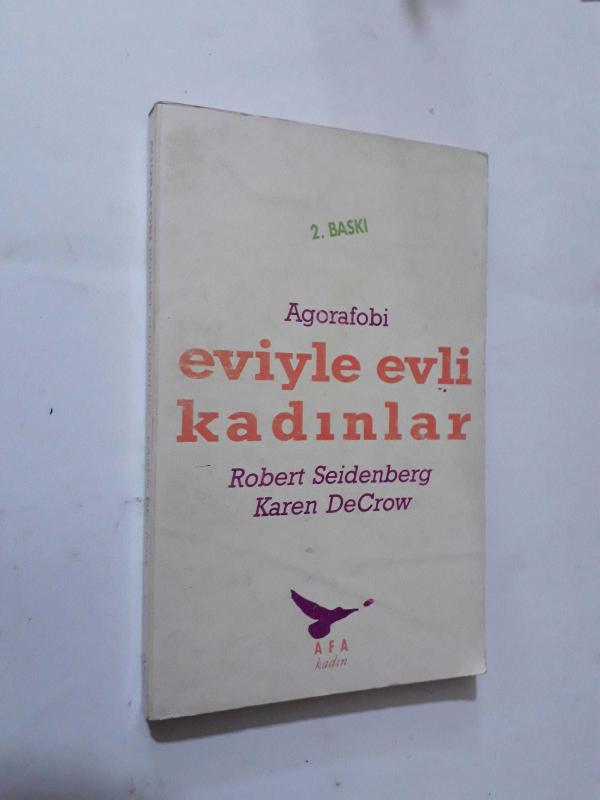 2. BASKI
Agorafobi
eviyle evli
kadınlar
Robert Seidenberg
Karen DeCrow
AFA
kadın